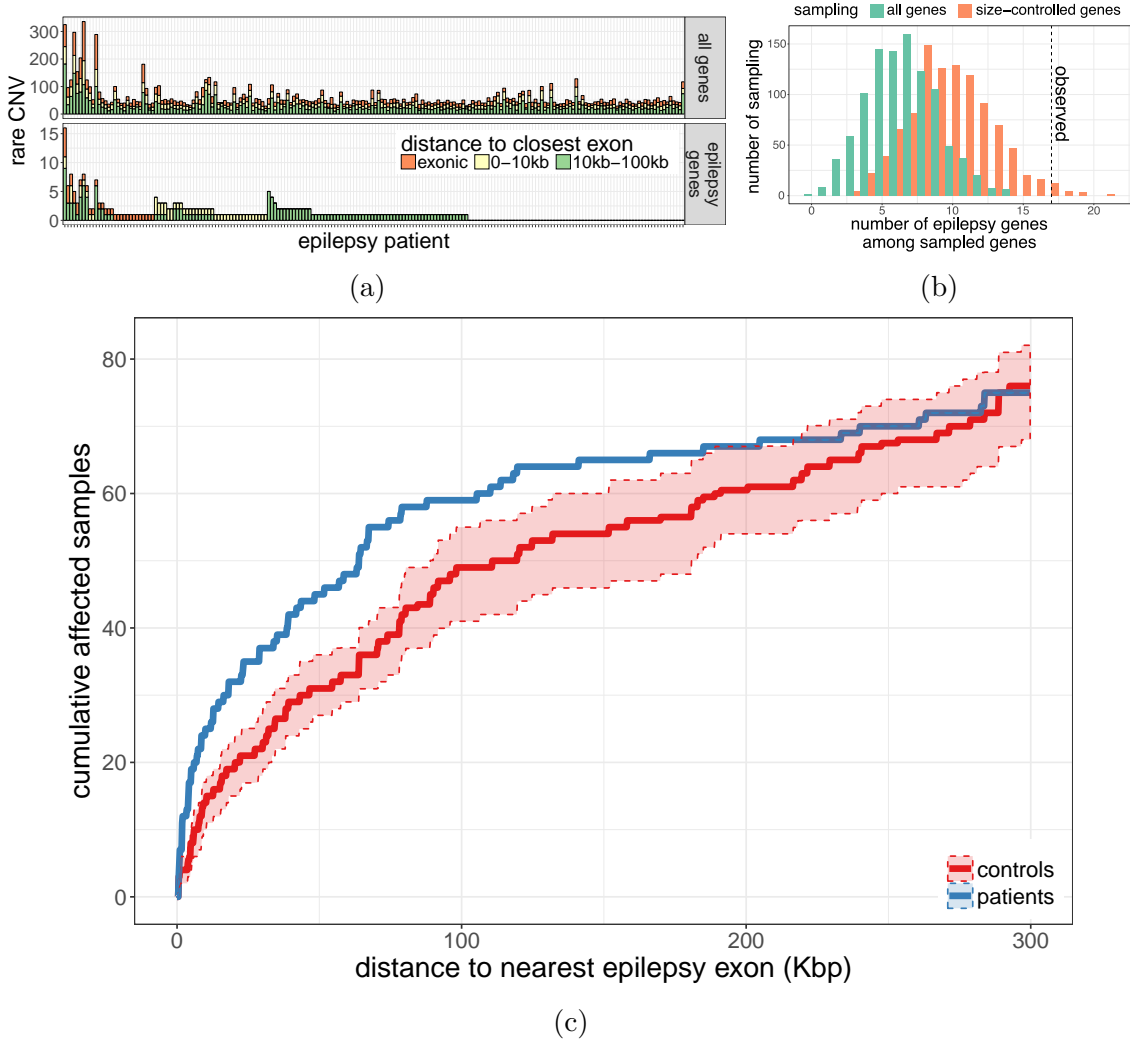 rare CNV
300
200
100
0
all genes
15
10
5
0
distance to closest exon
exonic 0−10kb 10kb−100kb
epilepsy genes
epilepsy patient
(a)
sampling all genes size−controlled genes
number of sampling
150
100
50
0
observed
0 5 10 15 20
number of epilepsy genes
among sampled genes
(b)
cumulative affected samples
80
60
40
20
0
controls
patients
0 100 200 300
distance to nearest epilepsy exon (Kbp)
(c)